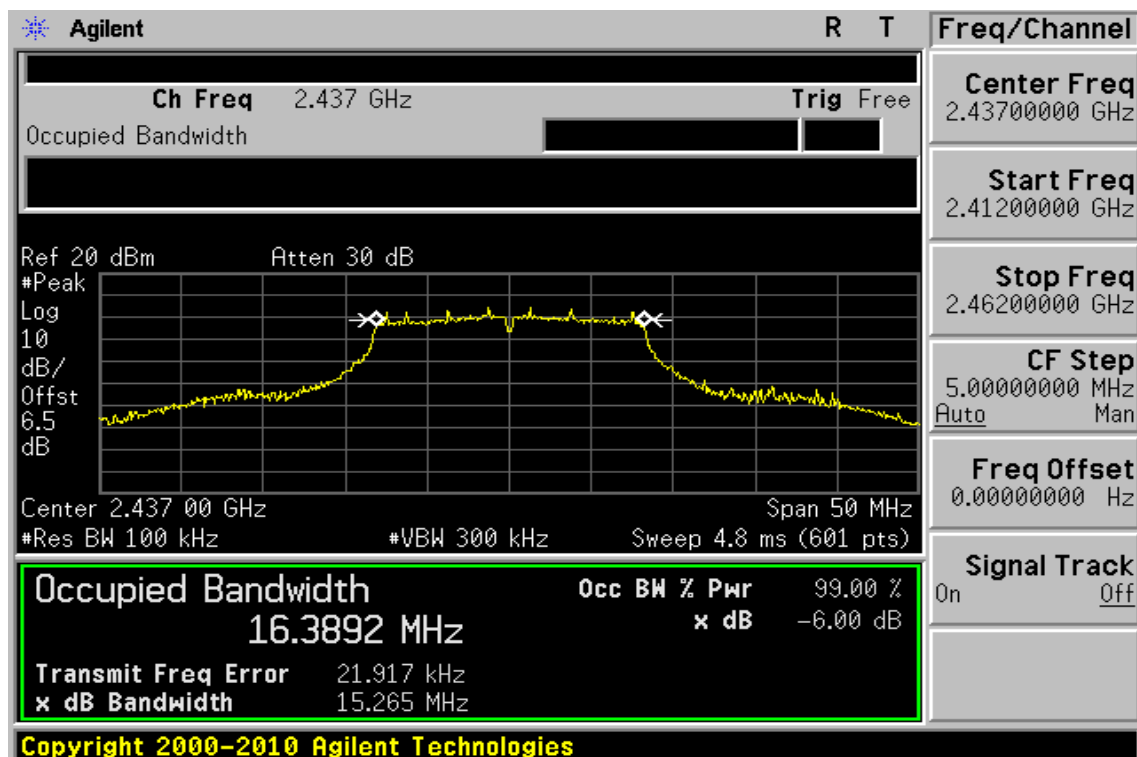 Agilent R T Freq/Channel
Ch Freq 2.437 GHz Trig Free
Occupied Bandwidth
Center Freq
2.43700000 GHz
Start Freq
2.41200000 GHz
Stop Freq
2.46200000 GHz
CF Step
5.00000000 MHz
Auto Man
Freq Offset
0.00000000 Hz
Signal Track
On Off
Ref 20 dBm Atten 30 dB
#Peak
Log
10
dB/
Offst
6.5
dB
Center 2.437 00 GHz Span 50 MHz
#Res BW 100 kHz #VBW 300 kHz Sweep 4.8 ms (601 pts)
Occupied Bandwidth
16.3892 MHz
Occ BW % Pwr 99.00 %
x dB -6.00 dB
Transmit Freq Error 21.917 kHz
x dB Bandwidth 15.265 MHz
Copyright 2000-2010 Agilent Technologies